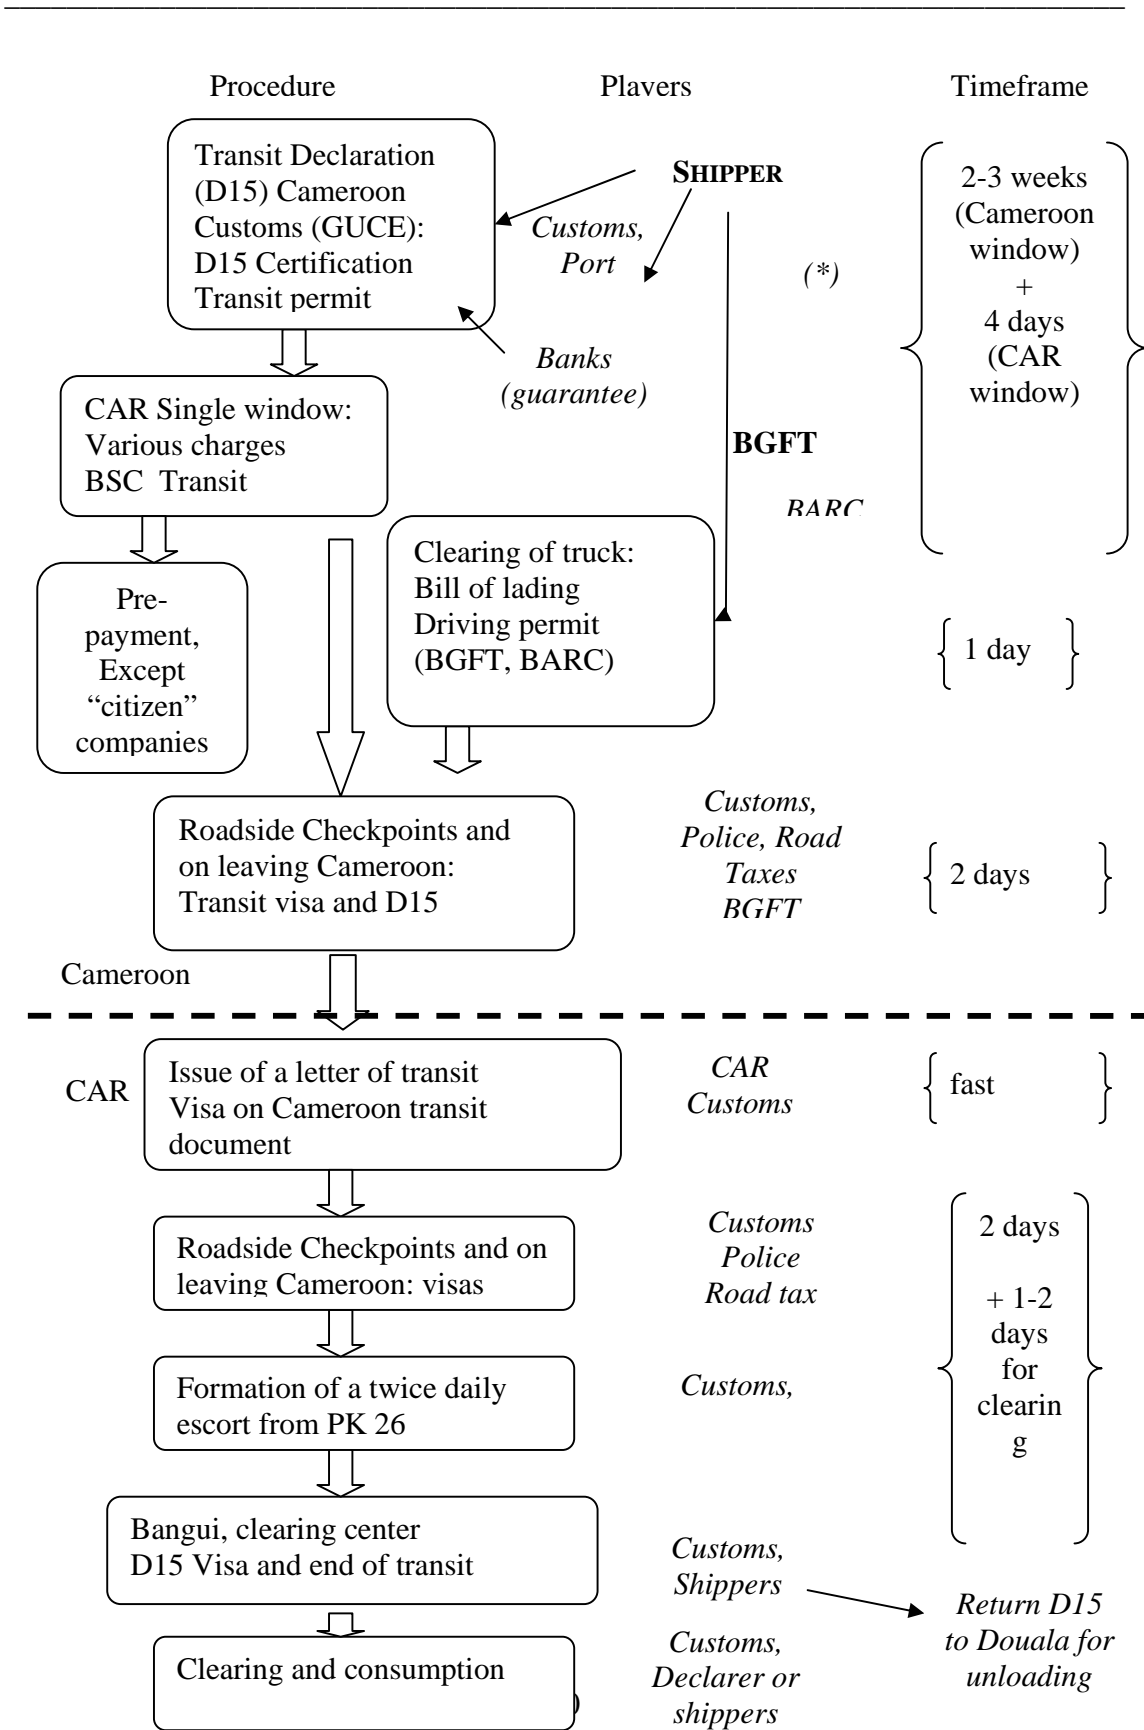 Procedure
Plavers
Timeframe
Transit Declaration
(D15) Cameroon
Customs (GUCE):
D15 Certification
Transit permit
SHIPPER
Customs,
Port
(*)
2-3 weeks
(Cameroon
window)
+
4 days
(CAR
window)
Banks
(guarantee)
CAR Single window:
Various charges
BSC Transit
BGFT
BARC
Clearing of truck:
Bill of lading
Driving permit
(BGFT, BARC)
Pre-
payment,
Except
“citizen”
companies
{ 1 day }
Roadside Checkpoints and
on leaving Cameroon:
Transit visa and D15
Customs,
Police, Road
Taxes
BGFT
{ 2 days }
Cameroon
CAR
Issue of a letter of transit
Visa on Cameroon transit
document
CAR
Customs
{ fast }
Roadside Checkpoints and on
leaving Cameroon: visas
Customs
Police
Road tax
2 days
+ 1-2
days
for
clearin
g
Formation of a twice daily
escort from PK 26
Customs,
Bangui, clearing center
D15 Visa and end of transit
Customs,
Shippers
Return D15
to Douala for
unloading
Clearing and consumption
)
Customs,
Declarer or
shippers